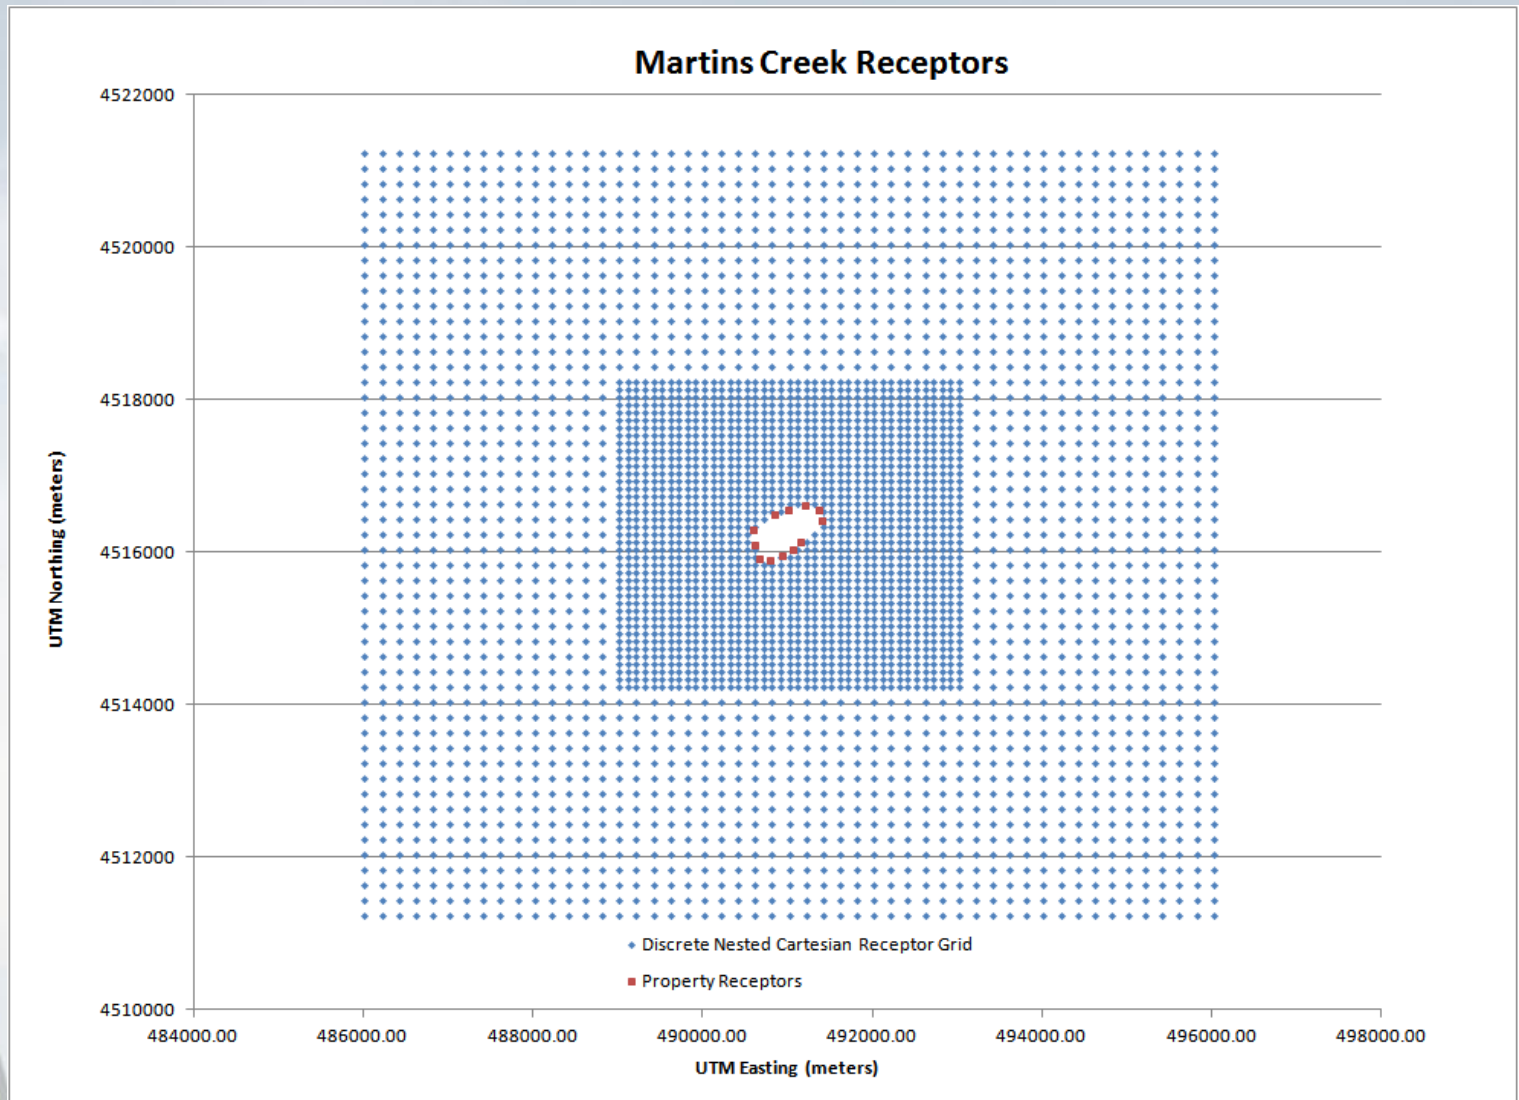 Martins Creek Receptors
4522000
4520000
4518000
4516000
4514000
4512000
4510000
UTM Northing (meters)
Discrete Nested Cartesian Receptor Grid
Property Receptors
484000.00 486000.00 488000.00 490000.00 492000.00 494000.00 496000.00 498000.00
UTM Easting (meters)